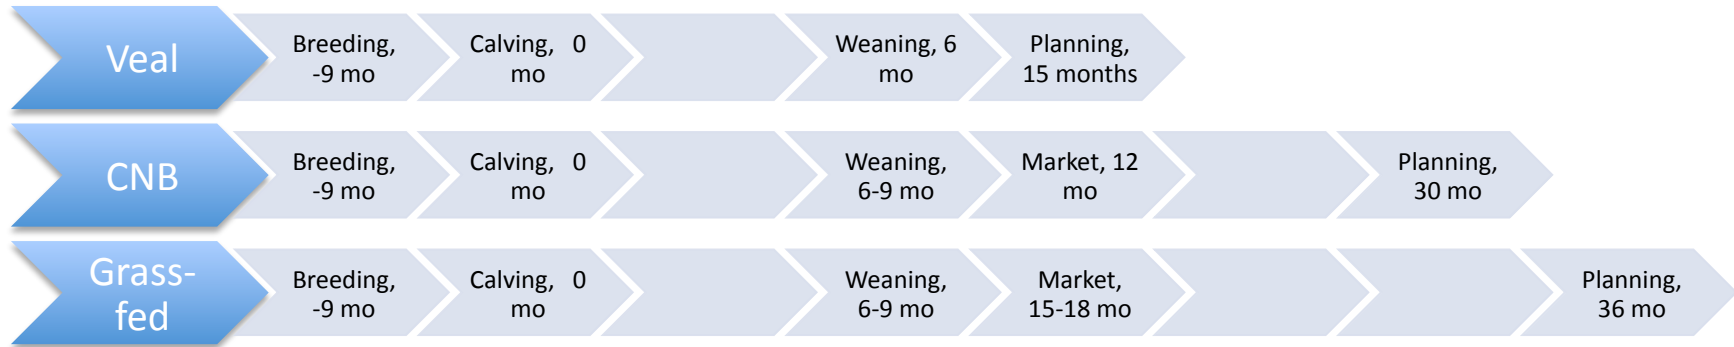 Veal
Breeding,
-9 mo
Calving, 0
mo
Weaning, 6
mo
Planning,
15 months
CNB
Breeding,
-9 mo
Calving, 0
mo
Weaning,
6-9 mo
Market, 12
mo
Planning,
30 mo
Grass-
fed
Breeding,
-9 mo
Calving, 0
mo
Weaning,
6-9 mo
Market,
15-18 mo
Planning,
36 mo